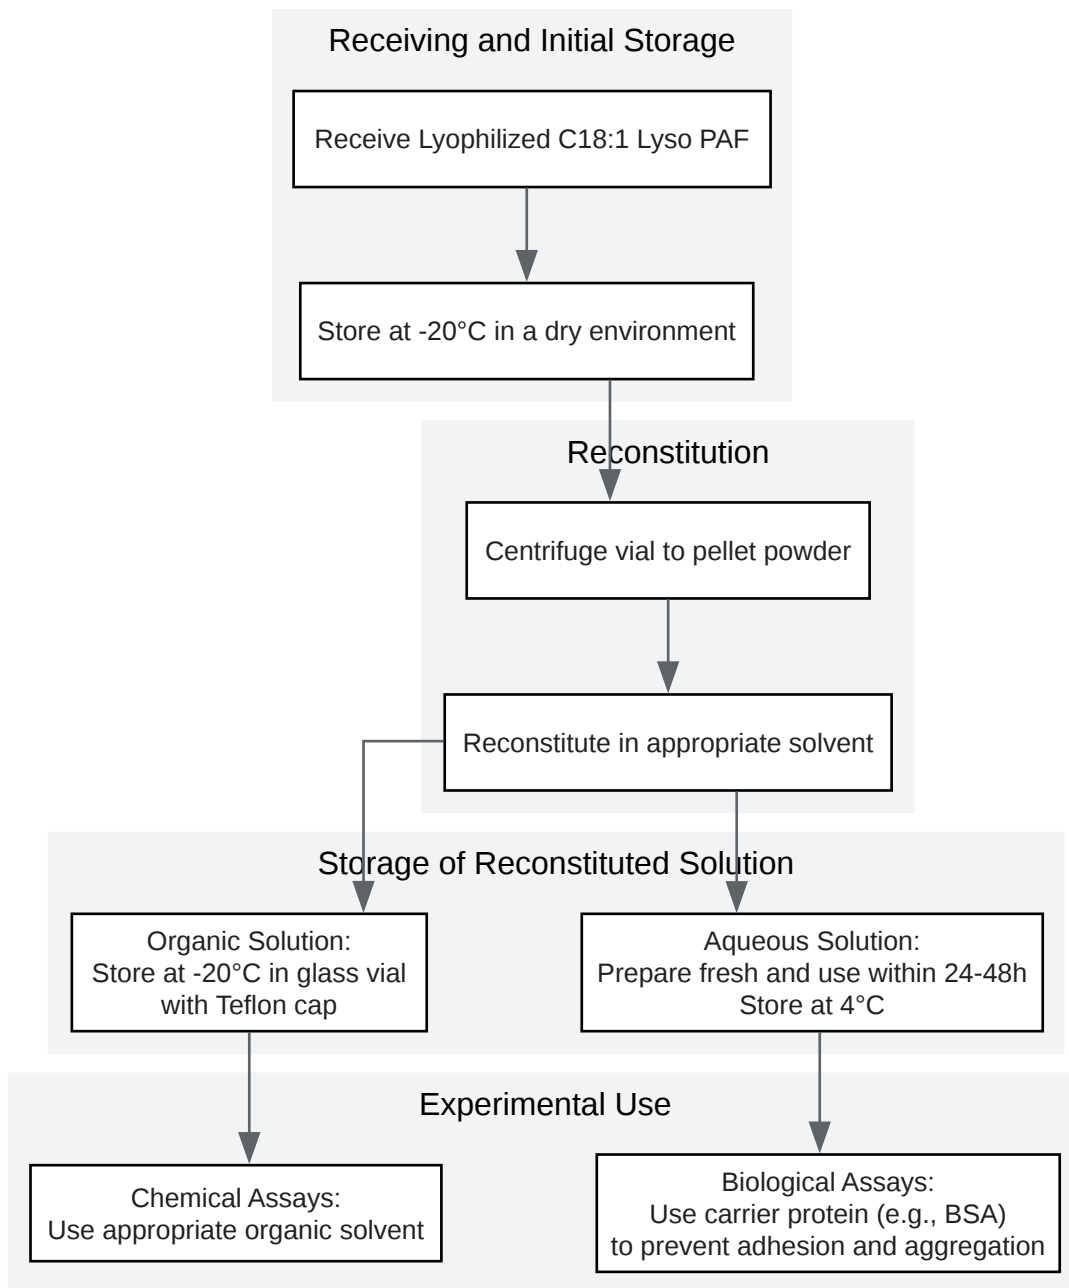 Receiving and Initial Storage
Receive Lyophilized C18:1 Lyso PAF
Store at -20°C in a dry environment
Reconstitution
Centrifuge vial to pellet powder
Reconstitute in appropriate solvent
Storage of Reconstituted Solution
Organic Solution:
Store at -20°C in glass vial
with Teflon cap
Aqueous Solution:
Prepare fresh and use within 24-48h
Store at 4°C
Experimental Use
Chemical Assays:
Use appropriate organic solvent
Biological Assays:
Use carrier protein (e.g., BSA)
to prevent adhesion and aggregation